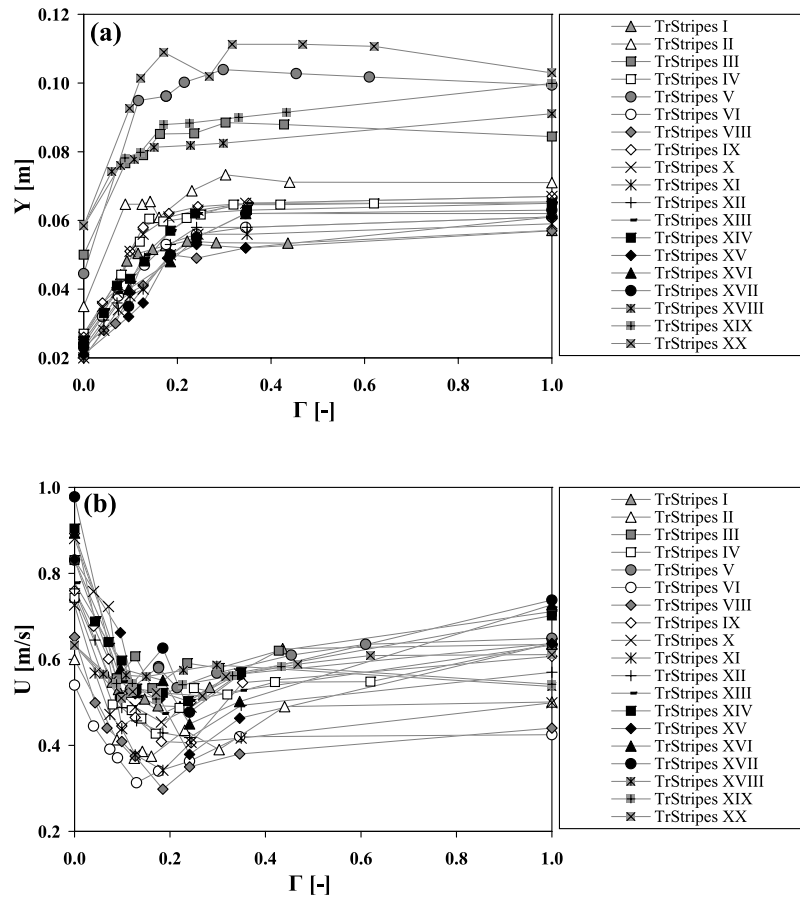 (a)
Y [m]
0.12
0.10
0.08
0.06
0.04
0.02
0.0
0.2
0.4
0.6
0.8
1.0
Γ [-]
TrStripes I
TrStripes II
TrStripes III
TrStripes IV
TrStripes V
TrStripes VI
TrStripes VIII
TrStripes IX
TrStripes X
TrStripes XI
TrStripes XII
TrStripes XIII
TrStripes XIV
TrStripes XV
TrStripes XVI
TrStripes XVII
TrStripes XVIII
TrStripes XIX
TrStripes XX
(b)
U [m/s]
1.0
0.8
0.6
0.4
0.2
0.0
0.2
0.4
0.6
0.8
1.0
Γ [-]
TrStripes I
TrStripes II
TrStripes III
TrStripes IV
TrStripes V
TrStripes VI
TrStripes VIII
TrStripes IX
TrStripes X
TrStripes XI
TrStripes XII
TrStripes XIII
TrStripes XIV
TrStripes XV
TrStripes XVI
TrStripes XVII
TrStripes XVIII
TrStripes XIX
TrStripes XX